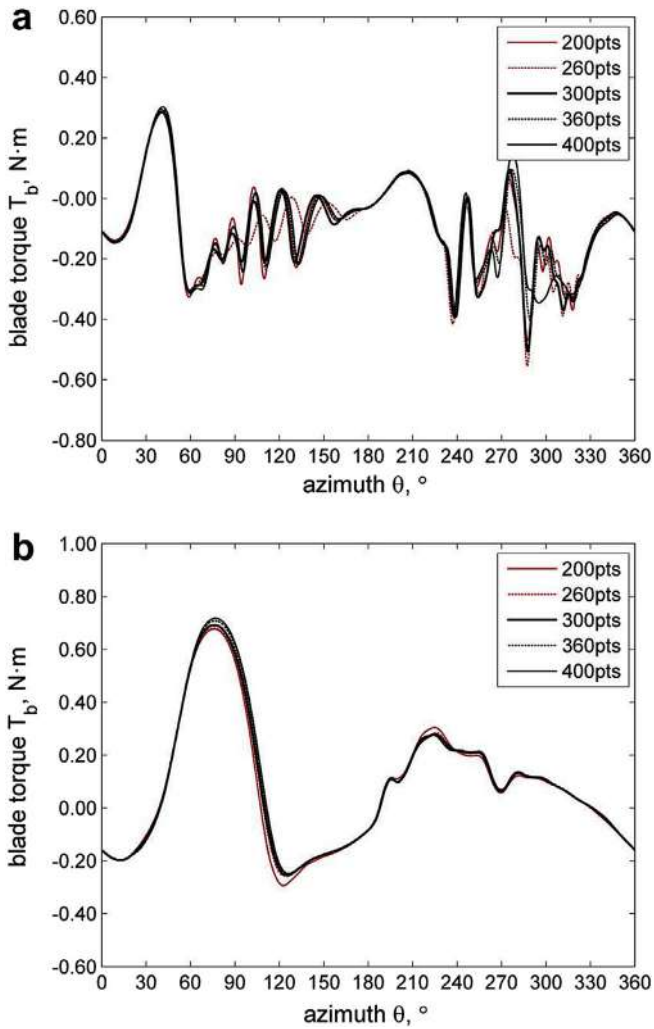 a
0.60
0.40
0.20
-0.00
-0.20
-0.40
-0.60
-0.80
blade torque T_b, N·m
200pts
260pts
300pts
360pts
400pts
0 30 60 90 120 150 180 210 240 270 300 330 360
azimuth θ, °
b
1.00
0.80
0.60
0.40
0.20
0.00
-0.20
-0.40
-0.60
blade torque T_b, N·m
200pts
260pts
300pts
360pts
400pts
0 30 60 90 120 150 180 210 240 270 300 330 360
azimuth θ, °